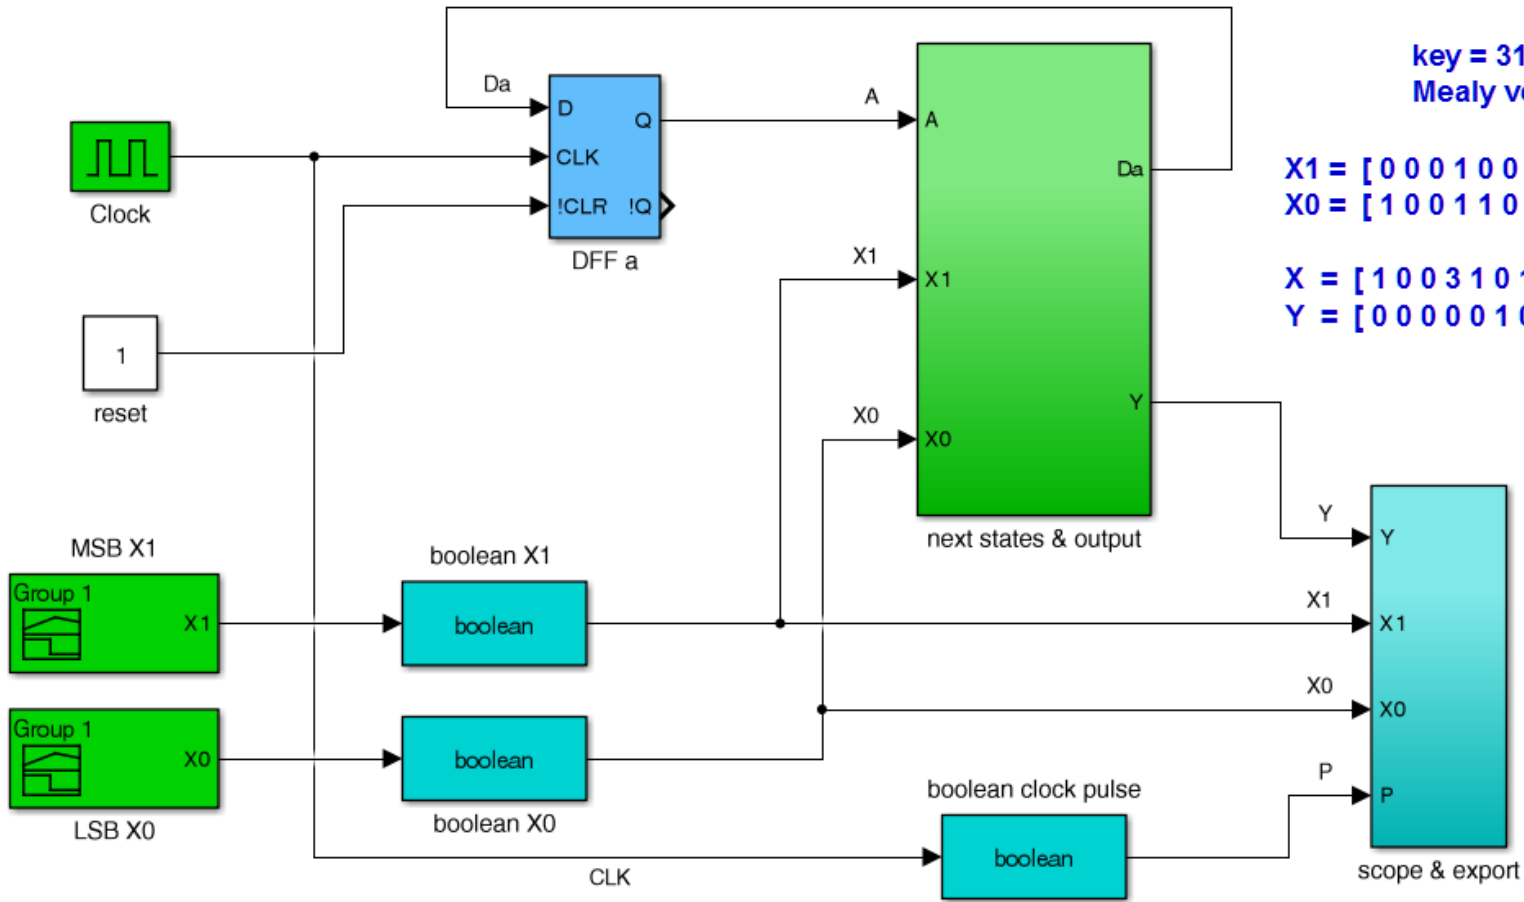 key = 31
Mealy ve
X1 = [ 0 0 0 1 0 0
X0 = [ 1 0 0 1 1 0
X = [ 1 0 0 3 1 0 1
Y = [ 0 0 0 0 0 1 0
Da
D
Q
CLK
!CLR
!Q
DFF a
Clock
1
reset
A
X1
X0
A
X1
X0
Da
Y
next states & output
MSB X1
Group 1
X1
LSB X0
Group 1
X0
boolean X1
boolean
boolean
boolean X0
CLK
boolean clock pulse
boolean
Y
X1
X0
P
Y
X1
X0
P
scope & export